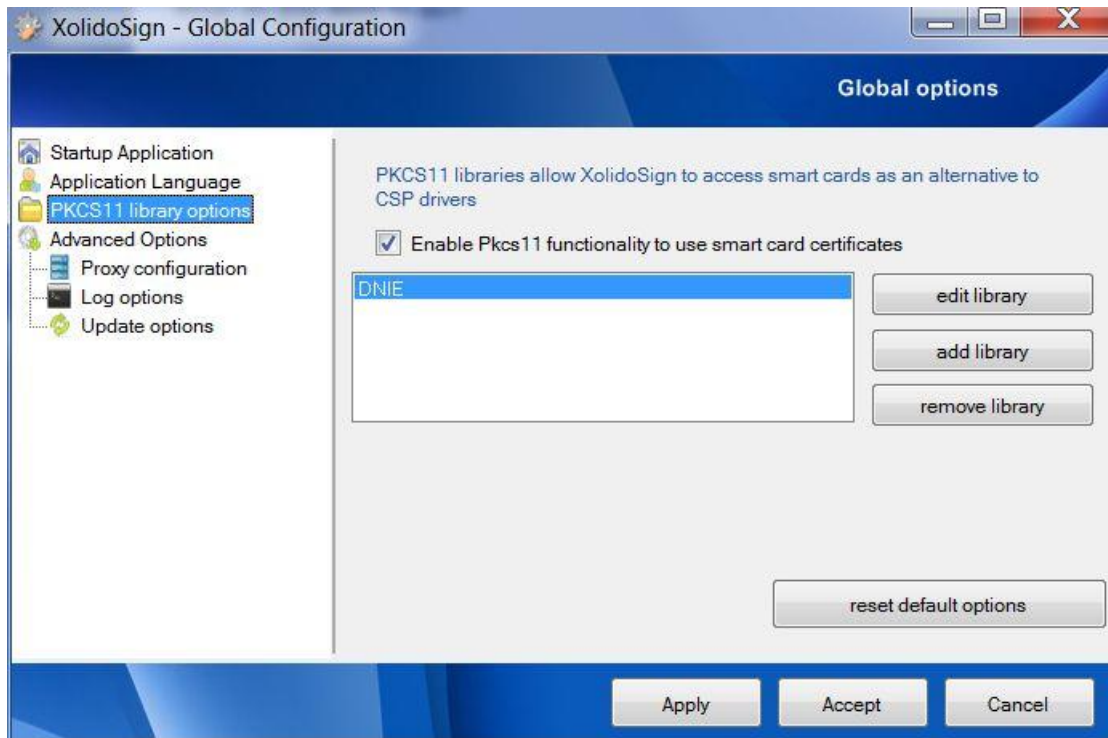 XolidoSign - Global Configuration
Global options
Startup Application
Application Language
PKCS11 library options
Advanced Options
Proxy configuration
Log options
Update options
PKCS11 libraries allow XolidoSign to access smart cards as an alternative to
CSP drivers
Enable Pkcs11 functionality to use smart card certificates
DNIE
edit library
add library
remove library
reset default options
Apply
Accept
Cancel